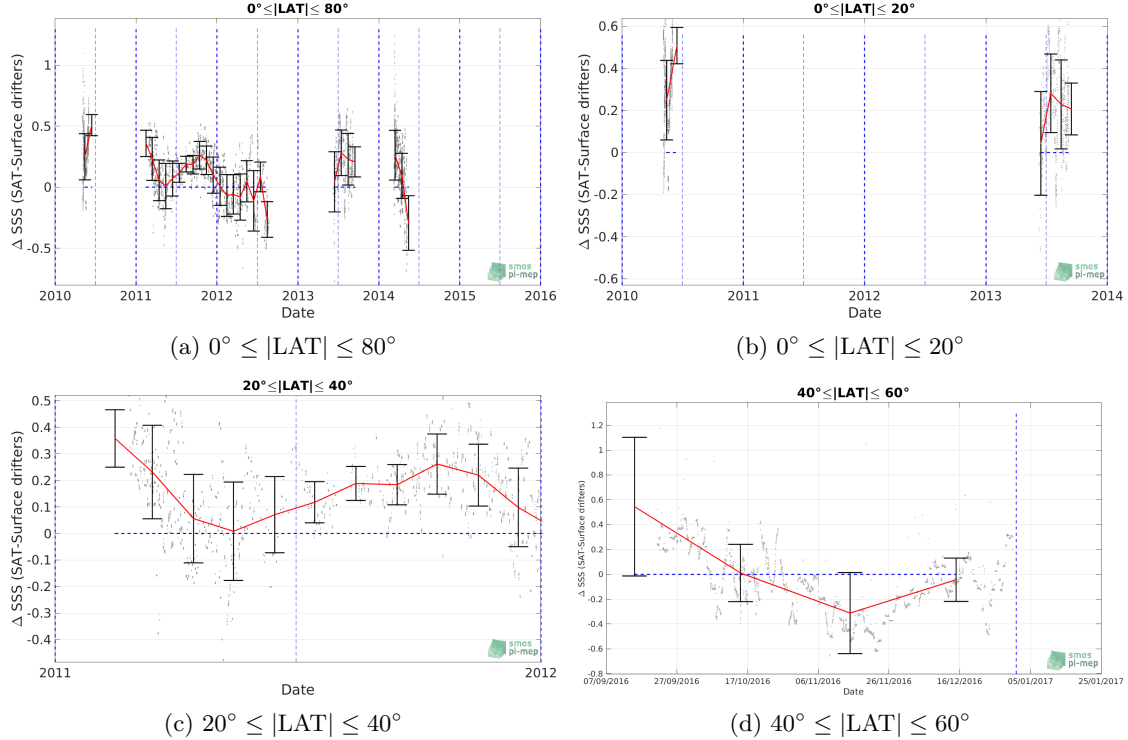 0°≤|LAT|≤ 80°
Δ SSS (SAT-Surface drifters)
1
0.5
0
-0.5
2010 2011 2012 2013 2014 2015 2016
Date
smos
pi-mep
(a) 0° ≤ |LAT| ≤ 80°
0°≤|LAT|≤ 20°
Δ SSS (SAT-Surface drifters)
0.6
0.4
0.2
0
-0.2
-0.4
-0.6
2010 2011 2012 2013 2014
Date
smos
pi-mep
(b) 0° ≤ |LAT| ≤ 20°
20°≤|LAT|≤ 40°
Δ SSS (SAT-Surface drifters)
0.5
0.4
0.3
0.2
0.1
0
-0.1
-0.2
-0.3
-0.4
2011 2012
Date
smos
pi-mep
(c) 20° ≤ |LAT| ≤ 40°
40°≤|LAT|≤ 60°
Δ SSS (SAT-Surface drifters)
1.2
1
0.8
0.6
0.4
0.2
0
-0.2
-0.4
-0.6
-0.8
07/09/2016 27/09/2016 17/10/2016 06/11/2016 26/11/2016 16/12/2016 05/01/2017 25/01/2017
Date
smos
pi-mep
(d) 40° ≤ |LAT| ≤ 60°